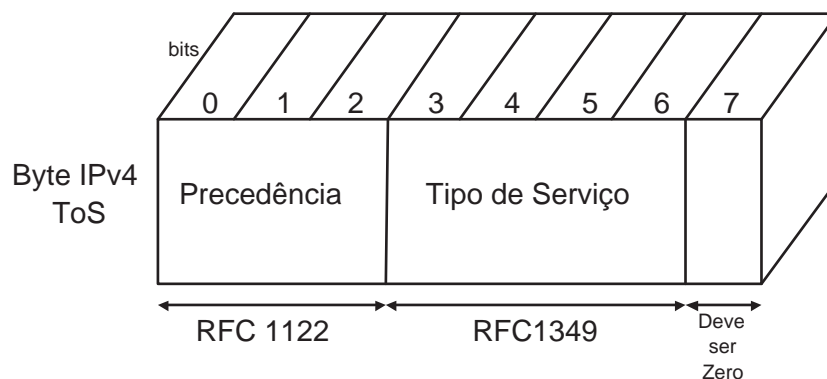 bits
0 1 2 3 4 5 6 7
Byte IPv4
ToS
Precedência
Tipo de Serviço
RFC 1122
RFC1349
Deve
ser
Zero